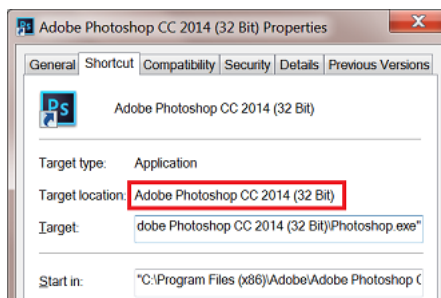 Adobe Photoshop CC 2014 (32 Bit) Properties
General Shortcut Compatibility Security Details Previous Versions
Ps Adobe Photoshop CC 2014 (32 Bit)
Target type: Application
Target location: Adobe Photoshop CC 2014 (32 Bit)
Target: dobe Photoshop CC 2014 (32 Bit)\Photoshop.exe"
Start in: "C:\Program Files (x86)\Adobe\Adobe Photoshop C